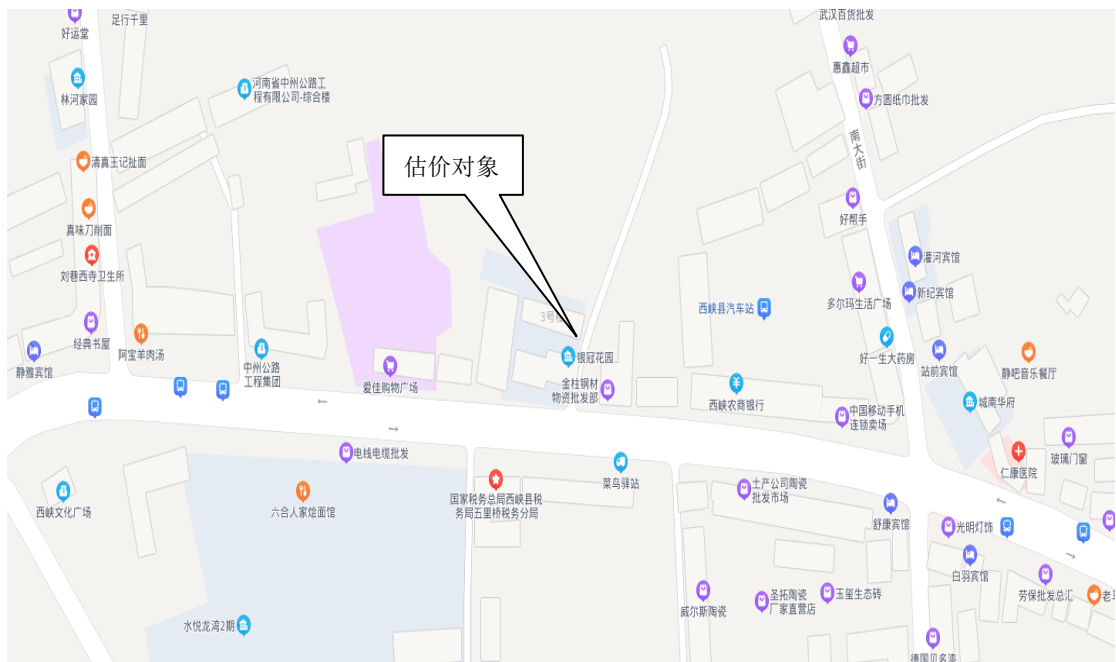 足行千里
好运堂
武汉百货批发
惠鑫超市
林河家园
河南省中州公路工
程有限公司-综合楼
方圆纸巾批发
南大街
估价对象
清真王记扯面
真味刀削面
好帮手
刘巷西寺卫生所
灌河宾馆
多尔玛生活广场
新纪宾馆
西峡县汽车站
3号楼
经典书屋
阿宝羊肉汤
静雅宾馆
中州公路
工程集团
爱佳购物广场
银冠花园
金柱钢材
物资批发部
好一生大药房
站前宾馆
静吧音乐餐厅
西峡农商银行
中国移动手机
连锁卖场
城南华府
仁康医院
玻璃门窗
电线电缆批发
菜鸟驿站
国家税务总局西峡县税
务局五里桥税务分局
土产公司陶瓷
批发市场
西峡文化广场
六合人家烩面馆
舒康宾馆
光明灯饰
白羽宾馆
威尔斯陶瓷
圣拓陶瓷
厂家直营店
玉玺生态砖
劳保批发总汇
水悦龙湾2期
德国贝多漆